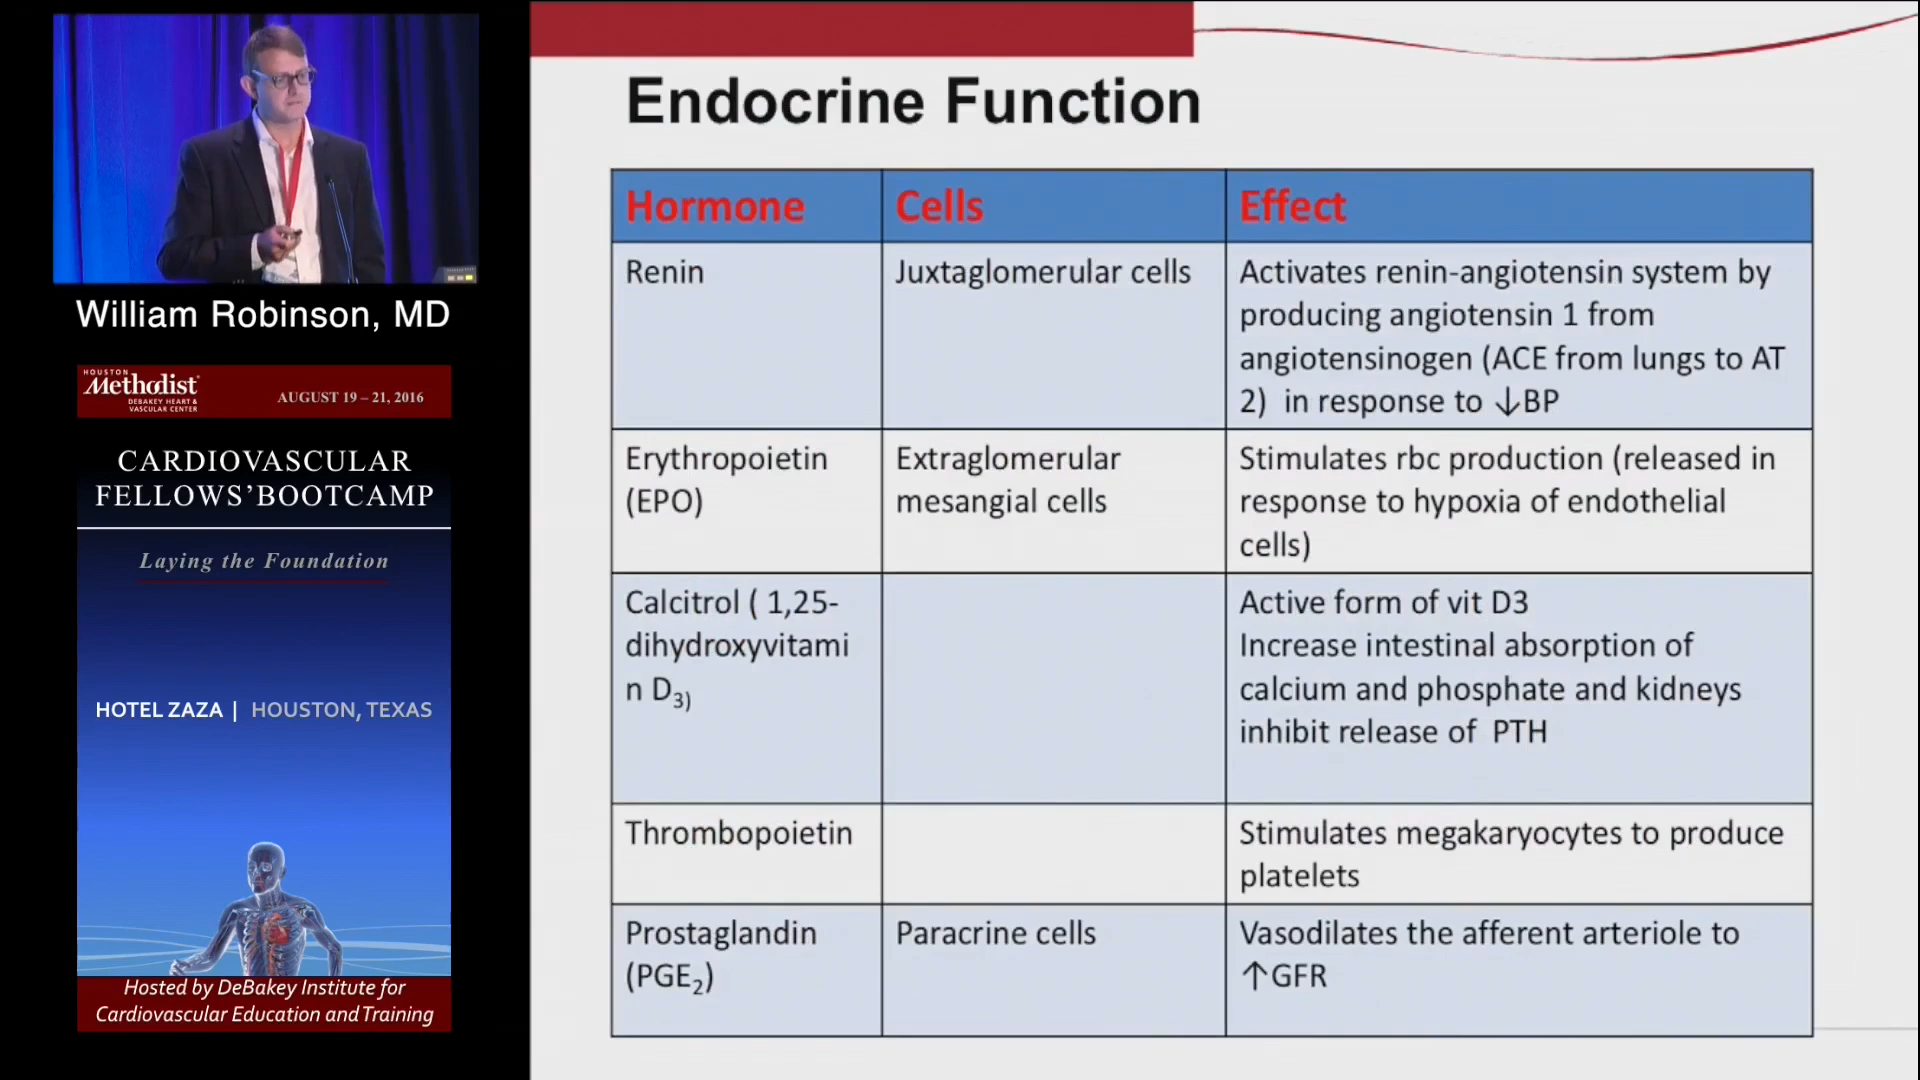 William Robinson, MD
HOUSTON
Methodist
DEBAKEY HEART &
VASCULAR CENTER
AUGUST 19 – 21, 2016
CARDIOVASCULAR
FELLOWS’BOOTCAMP
Laying the Foundation
HOTEL ZAZA | HOUSTON, TEXAS
Hosted by DeBakey Institute for
Cardiovascular Education and Training
Endocrine Function
Hormone
Cells
Effect
Renin
Juxtaglomerular cells
Activates renin-angiotensin system by
producing angiotensin 1 from
angiotensinogen (ACE from lungs to AT
2) in response to ↓BP
Erythropoietin
(EPO)
Extraglomerular
mesangial cells
Stimulates rbc production (released in
response to hypoxia of endothelial
cells)
Calcitrol ( 1,25-
dihydroxyvitami
n D3)
Active form of vit D3
Increase intestinal absorption of
calcium and phosphate and kidneys
inhibit release of PTH
Thrombopoietin
Stimulates megakaryocytes to produce
platelets
Prostaglandin
(PGE2)
Paracrine cells
Vasodilates the afferent arteriole to
↑GFR